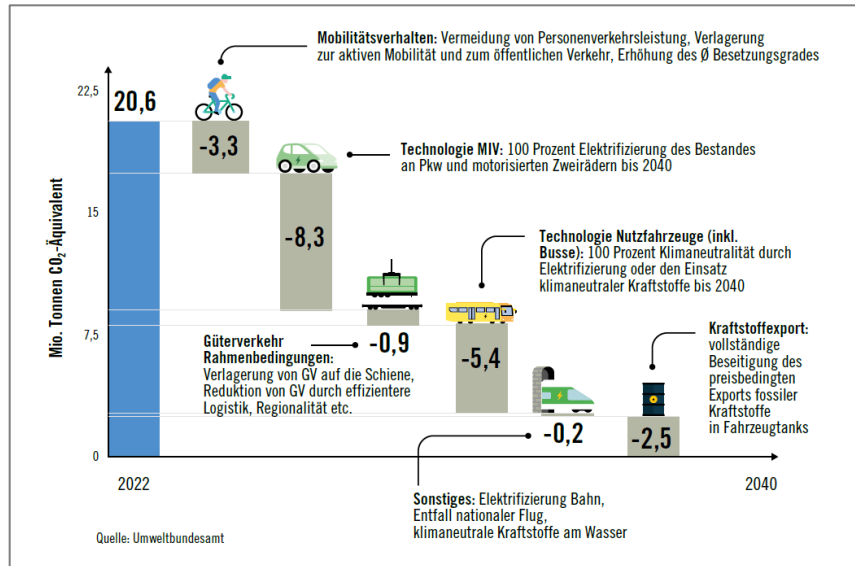 Mobilitätsverhalten: Vermeidung von Personenverkehrsleistung, Verlagerung
zur aktiven Mobilität und zum öffentlichen Verkehr, Erhöhung des Ø Besetzungsgrades
Mio. Tonnen CO₂-Äquivalent
22,5
15
7,5
0
20,6
-3,3
Technologie MIV: 100 Prozent Elektrifizierung des Bestandes
an Pkw und motorisierten Zweirädern bis 2040
-8,3
Technologie Nutzfahrzeuge (inkl.
Busse): 100 Prozent Klimaneutralität durch
Elektrifizierung oder den Einsatz
klimaneutraler Kraftstoffe bis 2040
Güterverkehr
Rahmenbedingungen:
Verlagerung von GV auf die Schiene,
Reduktion von GV durch effizientere
Logistik, Regionalität etc.
-0,9
-5,4
Kraftstoffexport:
vollständige
Beseitigung des
preisbedingten
Exports fossiler
Kraftstoffe
in Fahrzeugtanks
-0,2
-2,5
2022
2040
Sonstiges: Elektrifizierung Bahn,
Entfall nationaler Flug,
klimaneutrale Kraftstoffe am Wasser
Quelle: Umweltbundesamt